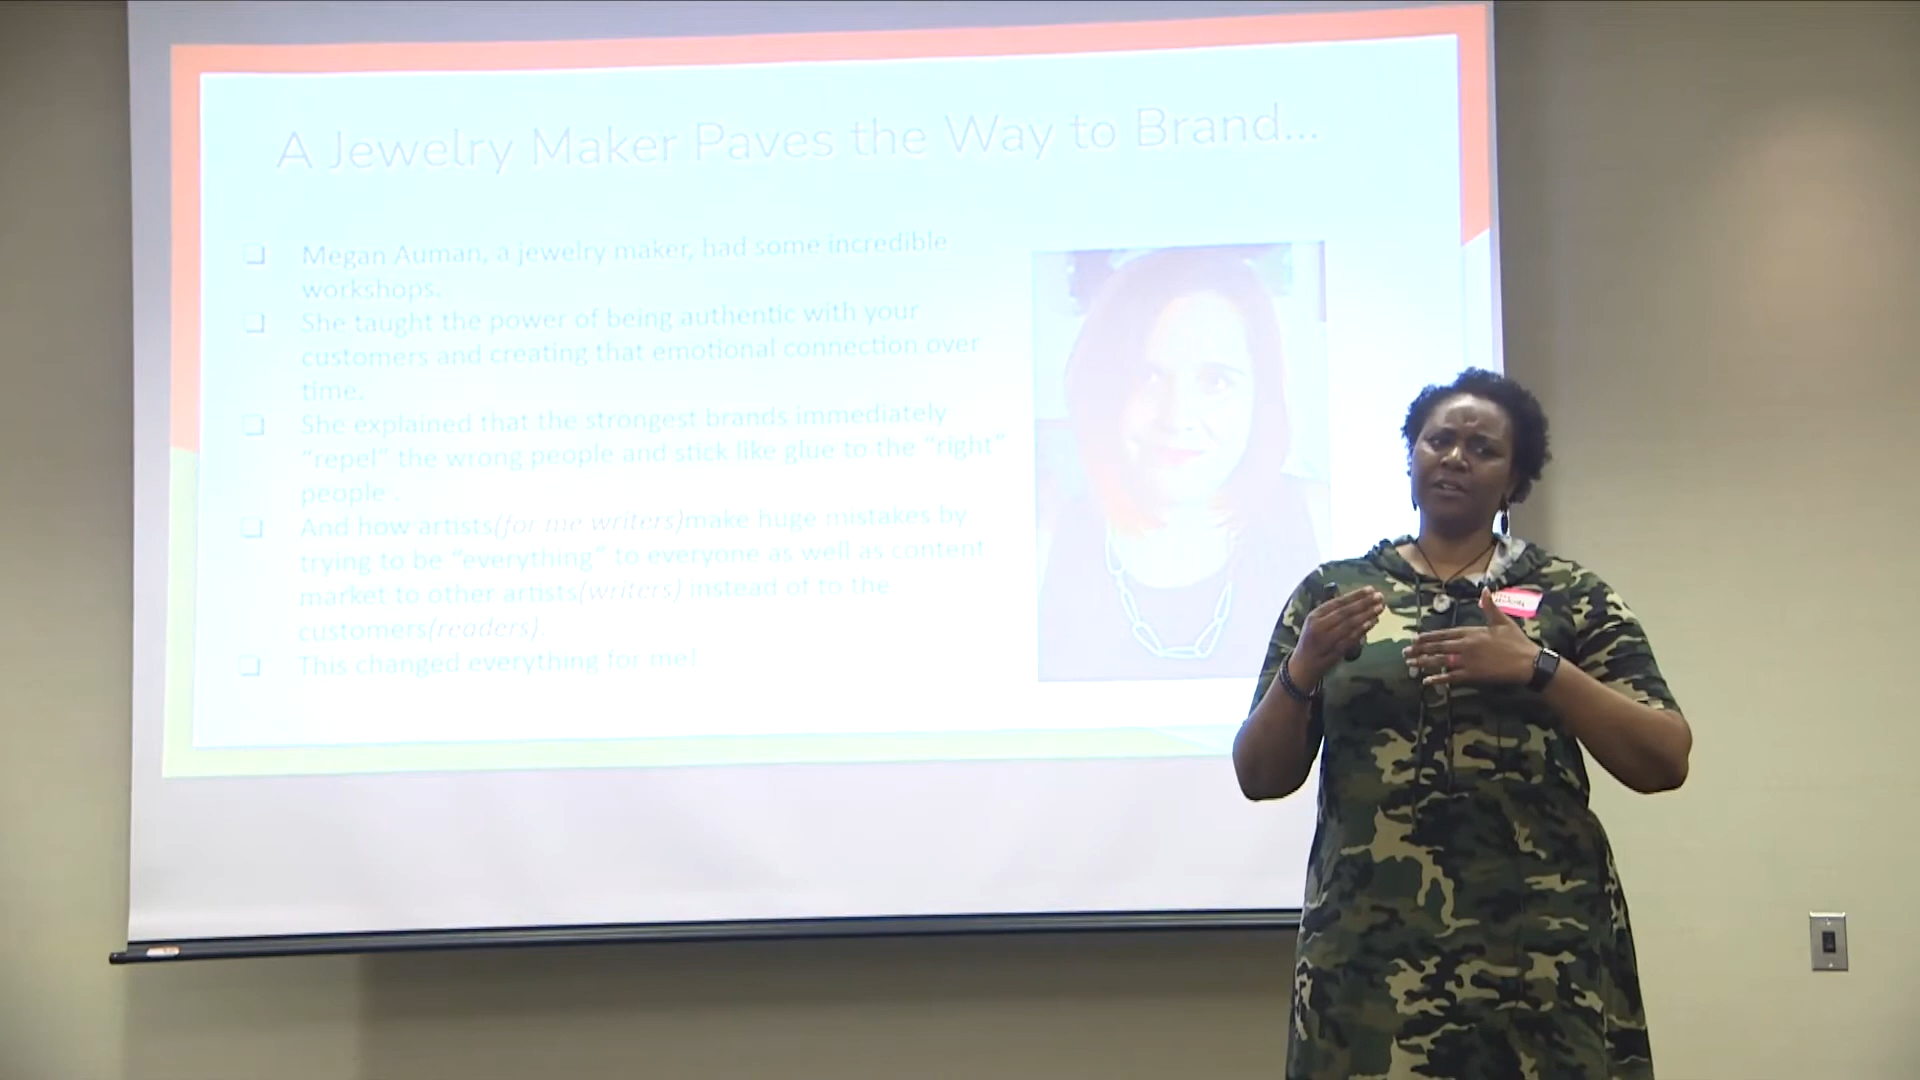 A Jewelry Maker Paves the Way to Brand...
Megan Auman, a jewelry maker, had some incredible
workshops.
She taught the power of being authentic with your
customers and creating that emotional connection over
time.
She explained that the strongest brands immediately
“repel” the wrong people and stick like glue to the “right”
people .
And how artists(for me writers)make huge mistakes by
trying to be “everything” to everyone as well as content
market to other artists(writers) instead of to the
customers(readers).
This changed everything for me!